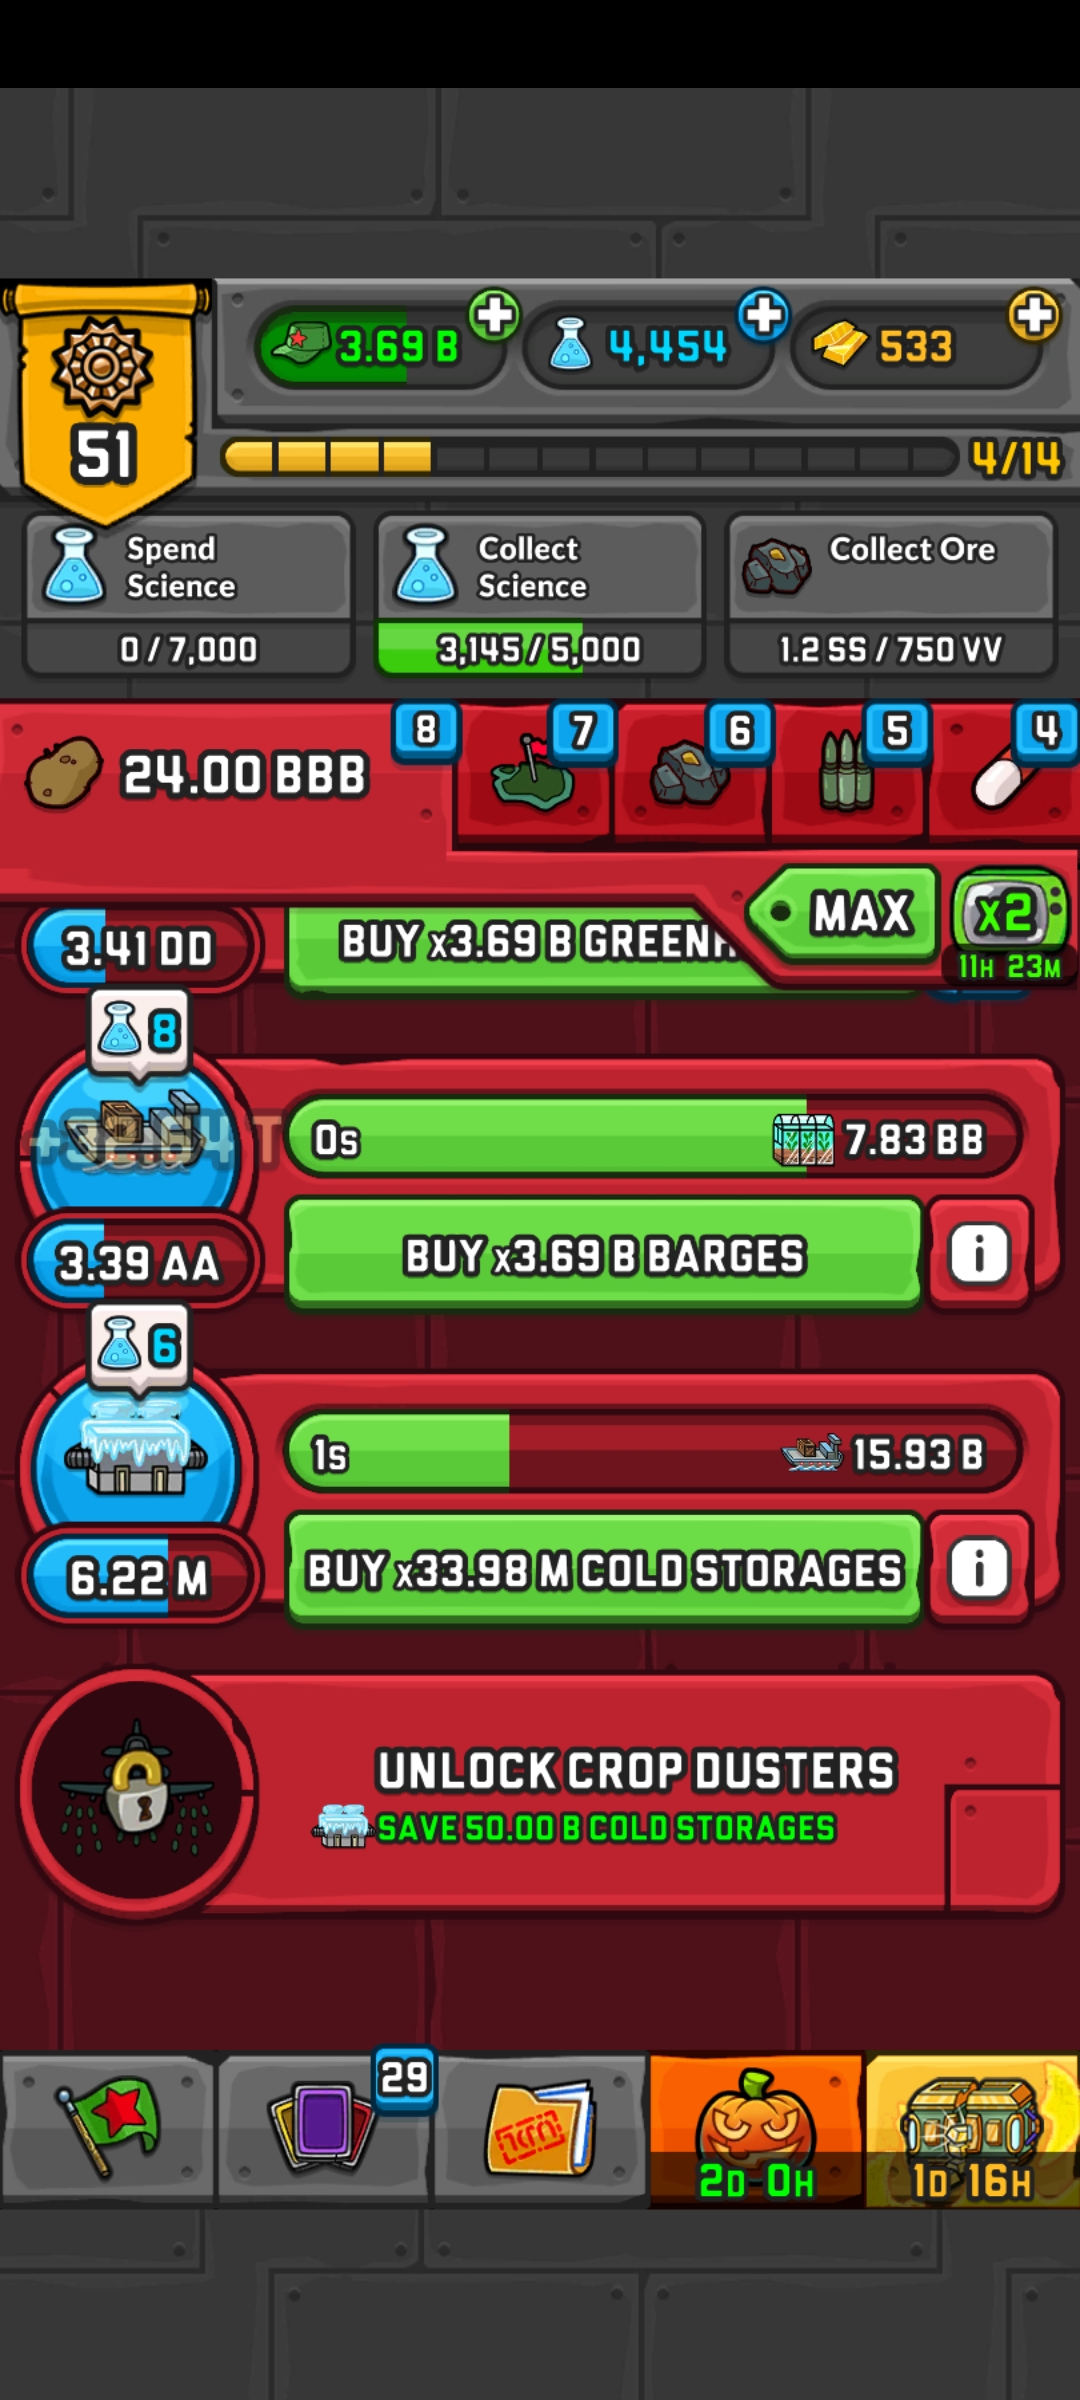 3.69 B
4,454
533
51
4/14
Spend
Science
0 / 7,000
Collect
Science
3,145 / 5,000
Collect Ore
1.2 SS / 750 VV
24.00 BBB
8
7
6
5
4
MAX
x2
11H 23M
3.41 DD
BUY x3.69 B GREENH
8
0s
7.83 BB
3.39 AA
BUY x3.69 B BARGES
i
6
1s
15.93 B
6.22 M
BUY x33.98 M COLD STORAGES
i
UNLOCK CROP DUSTERS
SAVE 50.00 B COLD STORAGES
29
2D 0H
1D 16H